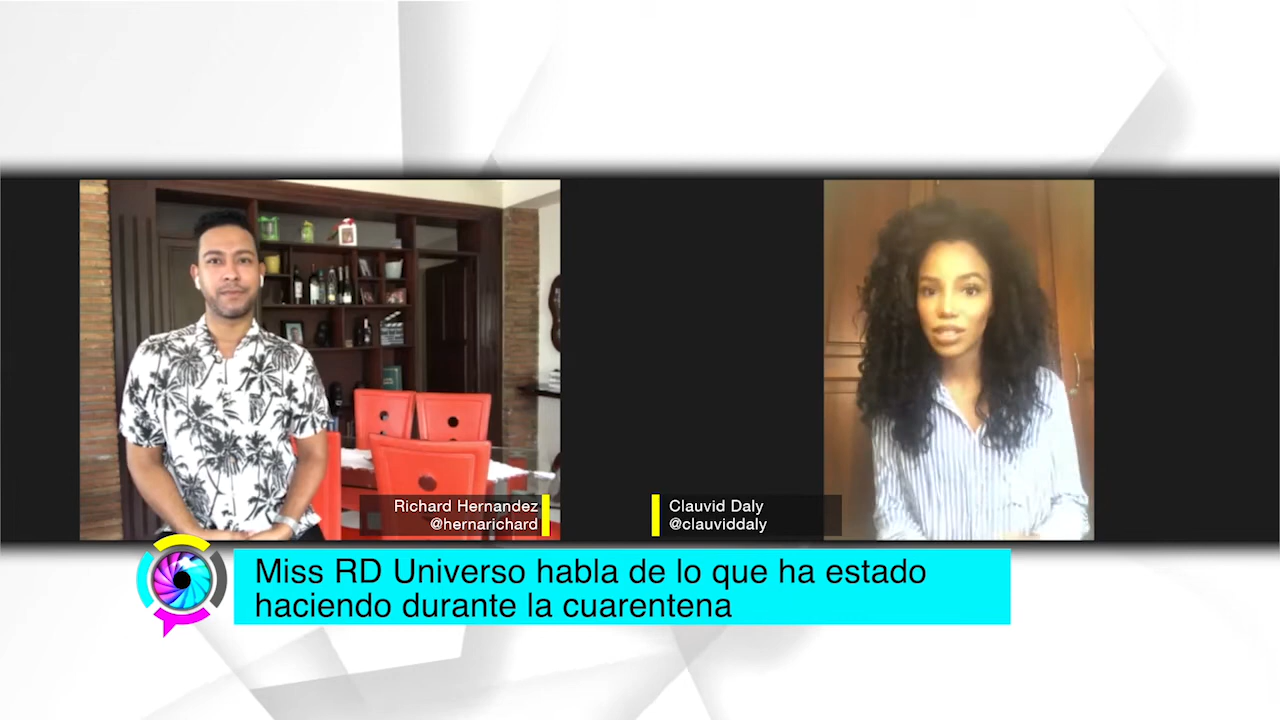 Richard Hernandez
@hernarichard
Clauvid Daly
@clauviddaly
Miss RD Universo habla de lo que ha estado
haciendo durante la cuarentena